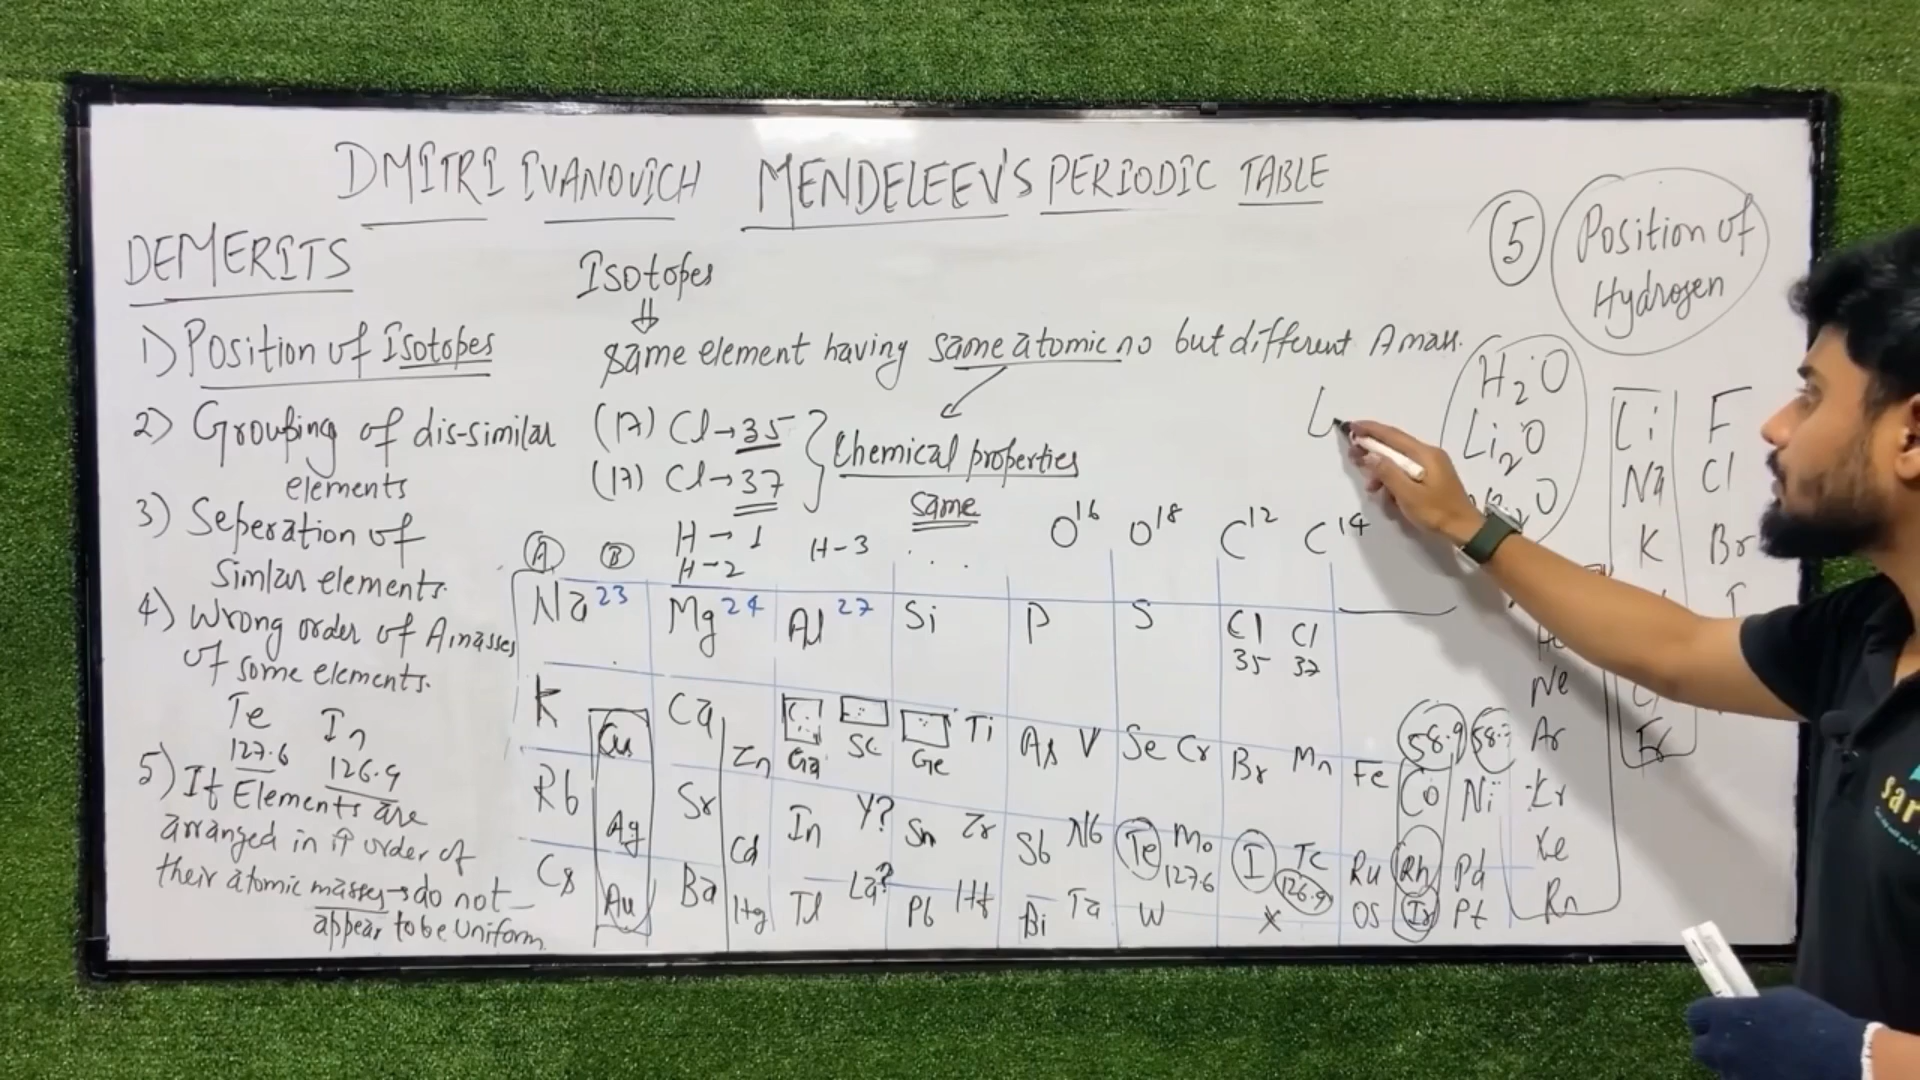 DMITRI IVANOVICH MENDELEEV'S PERIODIC TABLE
DEMERITS
1) Position of Isotopes
2) Grouping of dis-similar
elements
3) Seperation of
Simlar elements.
4) Wrong order of A.masses
of some elements.
Te In
127.6 126.9
5) If Elements are
arranged in ↑ order of
their atomic masses → do not
appear to be Uniform
Isotopes
⇓
same element having same atomic no but different A mass.
(17) Cl → 35
(17) Cl → 37
Chemical properties
same
H → 1
H – 2
H – 3
O16 O18 C12 C14
5
Position of
Hydrogen
H2O
Li2O
L
Li F
Na Cl
K Br
I
Fr
A B
Na 23 Mg 24 Al 27 Si P S Cl 35 Cl 37
K Cu Ca Zn Ga Sc Ge Ti As V Se Cr Br Mn Fe Co Ni
58.9 58.7
Rb Ag Sr Cd In Y? Sn Zr Sb Nb Te Mo I Tc Ru Rh Pd
127.6 126.9
Cs Au Ba Hg Tl La? Pb Hf Bi Ta W X Os Ir Pt
He
Ne
Ar
Kr
Xe
Rn
sar